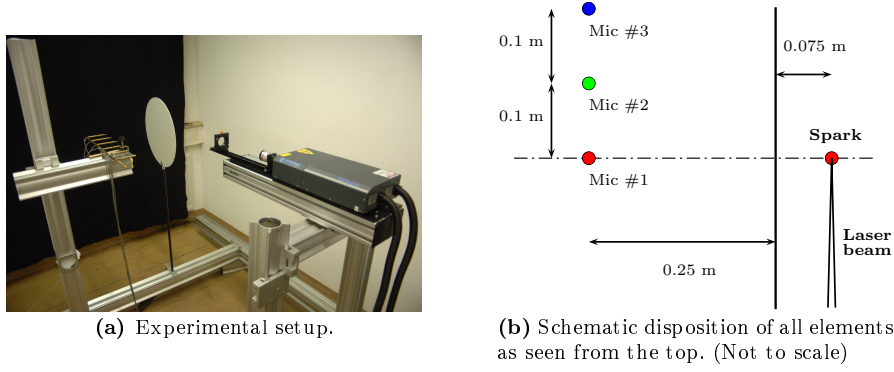 0.1 m
0.1 m
Mic #3
Mic #2
Mic #1
0.25 m
0.075 m
Spark
Laser
beam
(a) Experimental setup.
(b) Schematic disposition of all elements
as seen from the top. (Not to scale)